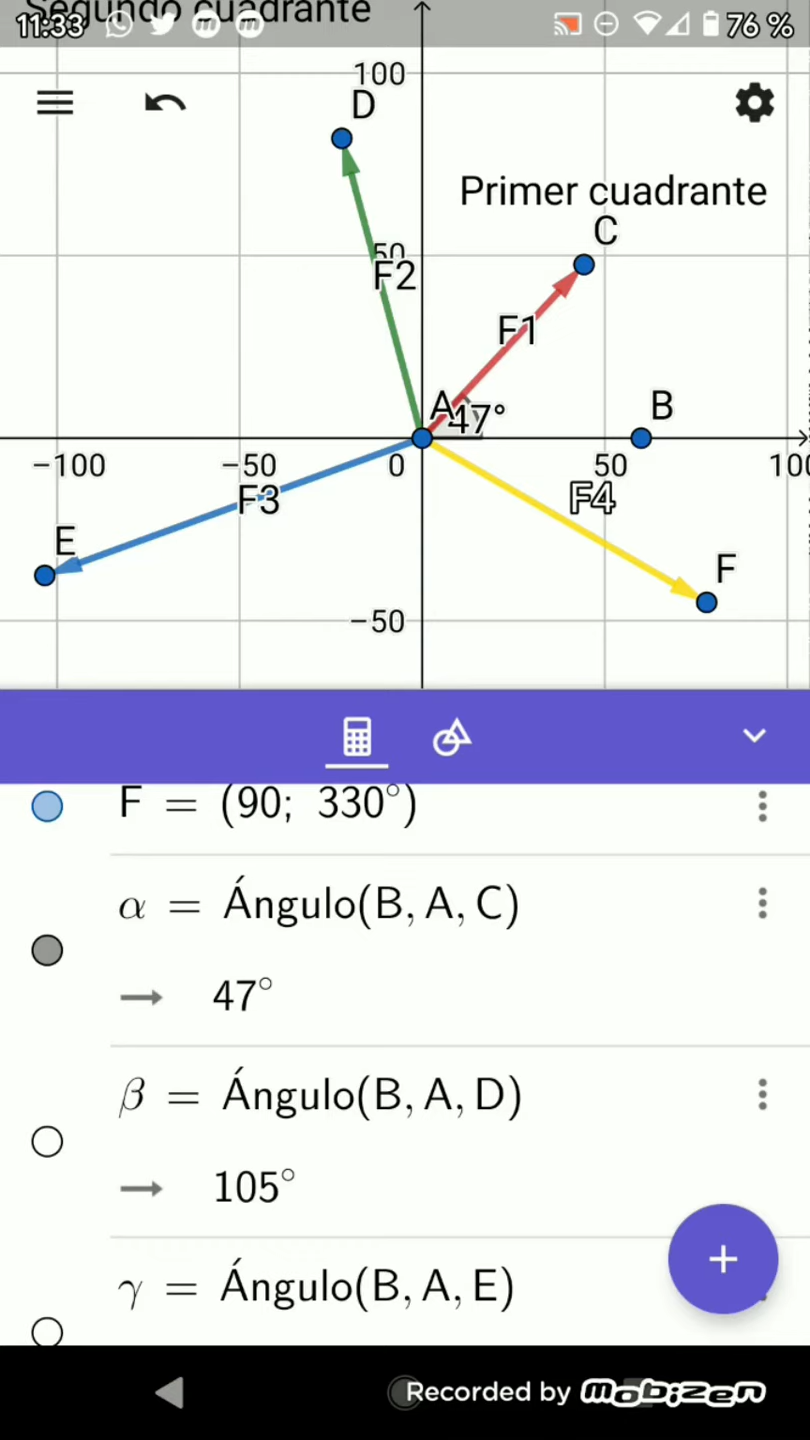 Segundo cuadrante
11:33 76 %
100
D
Primer cuadrante
C
50
F2
F1
A 47° B
−100 −50 0 50 100
F3 F4
E F
−50
F = (90; 330°)
α = Ángulo(B, A, C)
→ 47°
β = Ángulo(B, A, D)
→ 105°
+
γ = Ángulo(B, A, E)
Recorded by Mobizen